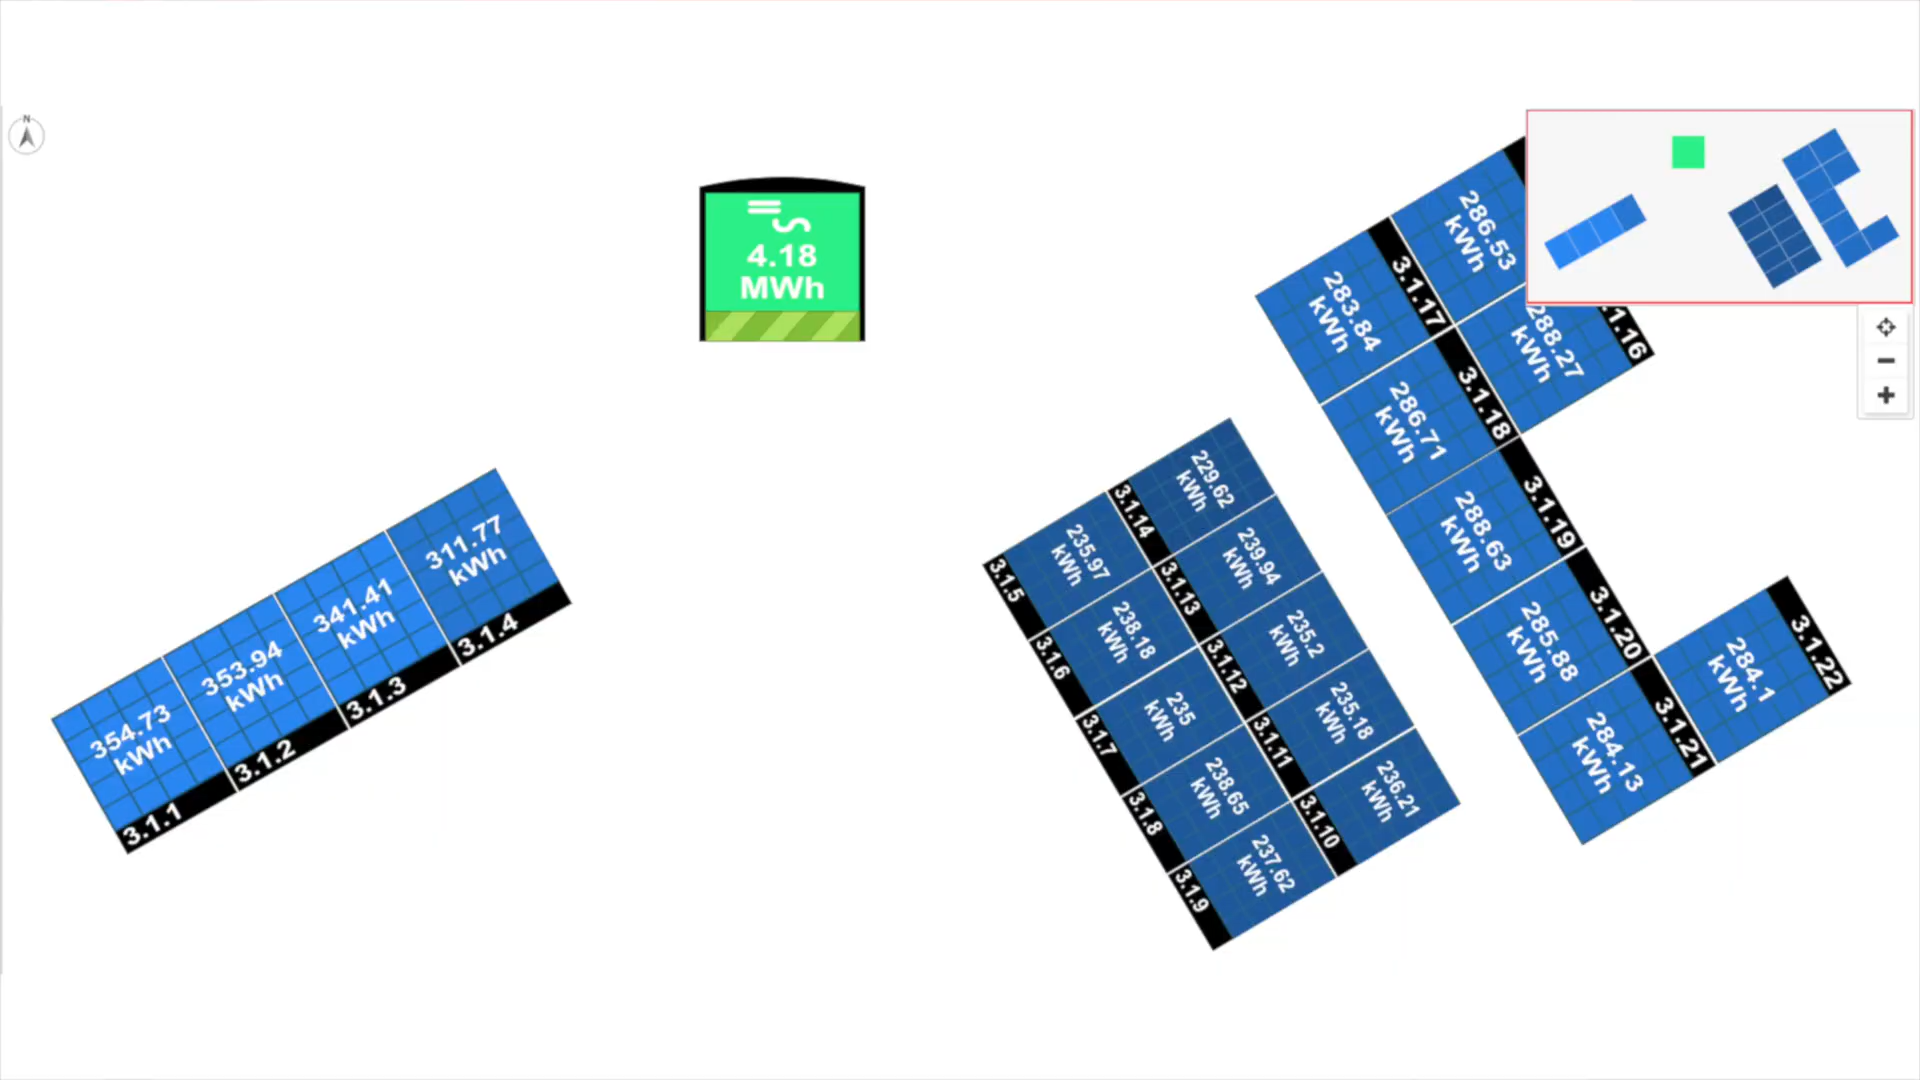 N
4.18
MWh
354.73
kWh
3.1.1
353.94
kWh
3.1.2
341.41
kWh
3.1.3
311.77
kWh
3.1.4
235.97
kWh
3.1.5
238.18
kWh
3.1.6
235
kWh
3.1.7
238.65
kWh
3.1.8
237.62
kWh
3.1.9
229.62
kWh
3.1.14
239.94
kWh
3.1.13
235.2
kWh
3.1.12
235.18
kWh
3.1.11
236.21
kWh
3.1.10
286.53
kWh
288.27
kWh
.1.16
283.84
kWh
3.1.17
286.71
kWh
3.1.18
288.63
kWh
3.1.19
285.88
kWh
3.1.20
284.13
kWh
3.1.21
284.1
kWh
3.1.22